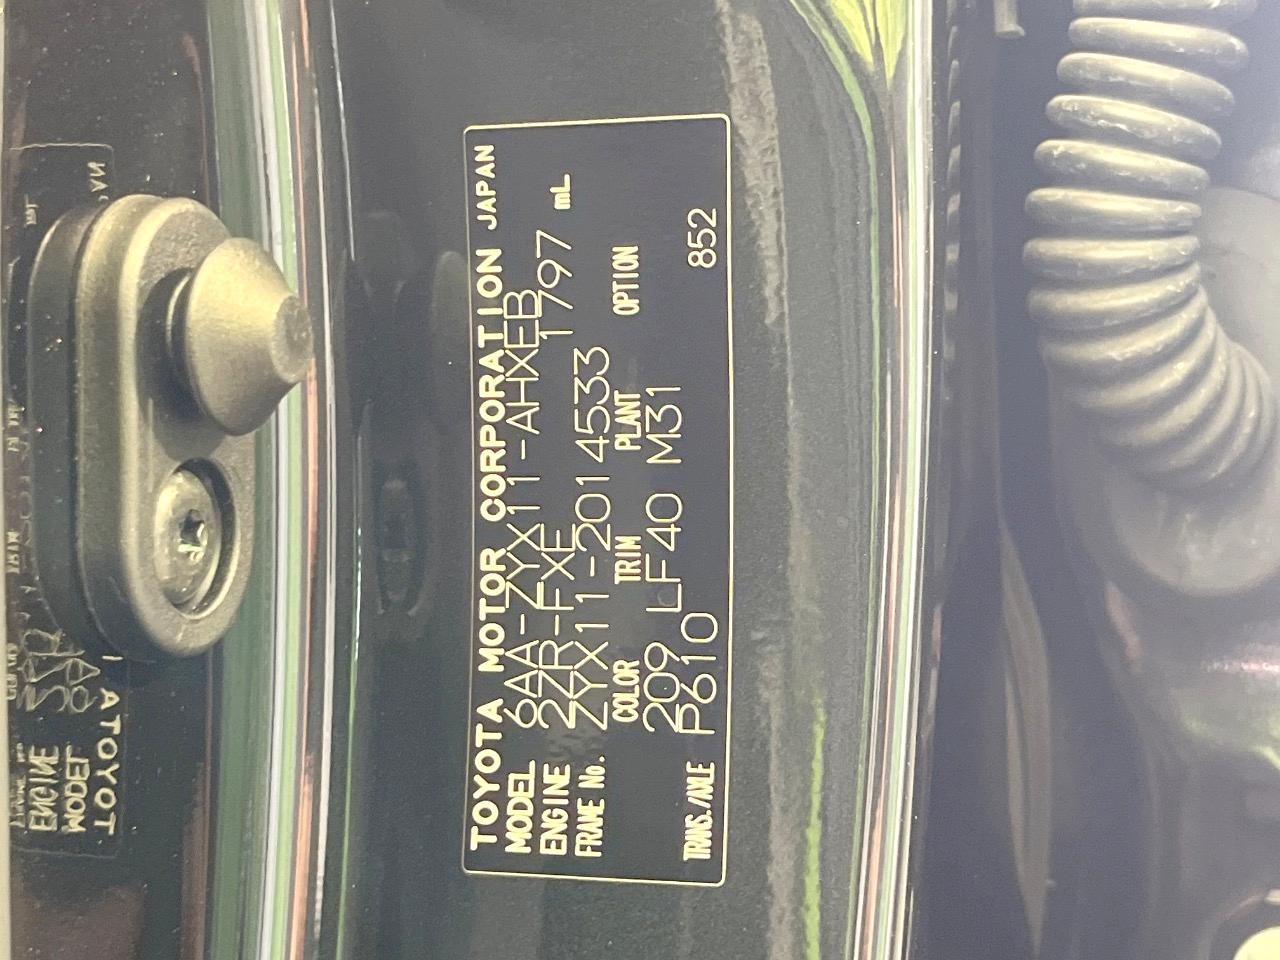 TOYOTA MOTOR CORPORATION JAPAN
MODEL 6AA-ZYX11-AHXEB
ENGINE 2ZR-FXE 1797 mL
FRAME No. ZYX11-2014533
COLOR TRIM PLANT OPTION
209 LF40 M31
TRANS./AXLE P610 852